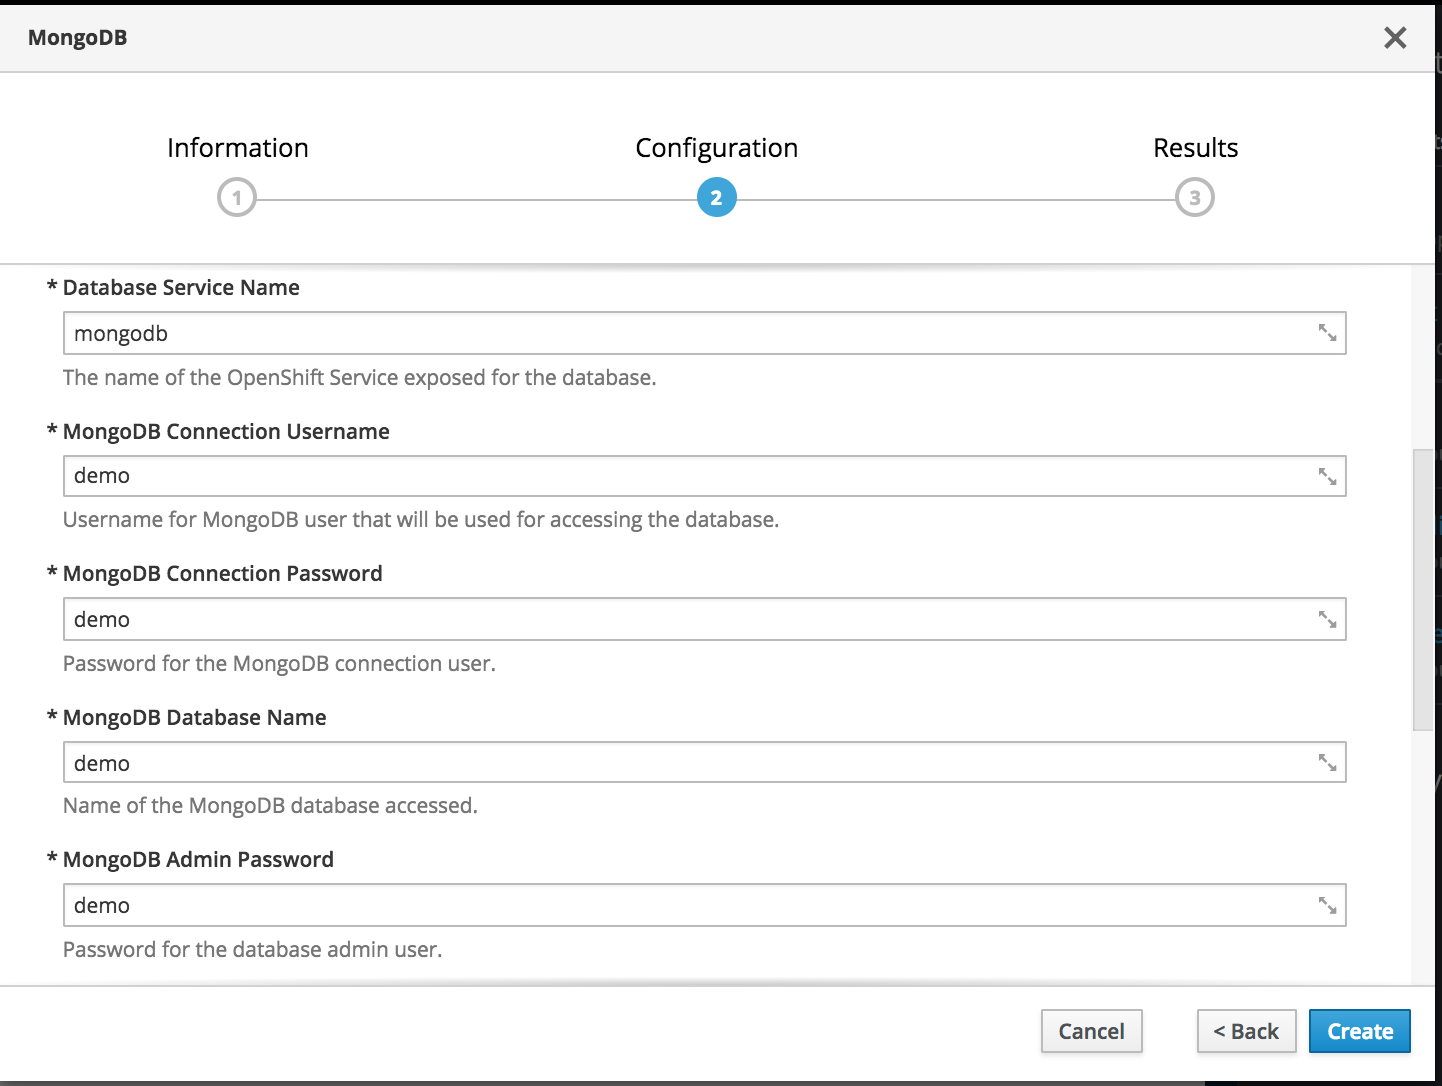 MongoDB
Information Configuration Results
1 2 3
* Database Service Name
mongodb
The name of the OpenShift Service exposed for the database.
* MongoDB Connection Username
demo
Username for MongoDB user that will be used for accessing the database.
* MongoDB Connection Password
demo
Password for the MongoDB connection user.
* MongoDB Database Name
demo
Name of the MongoDB database accessed.
* MongoDB Admin Password
demo
Password for the database admin user.
Cancel < Back Create